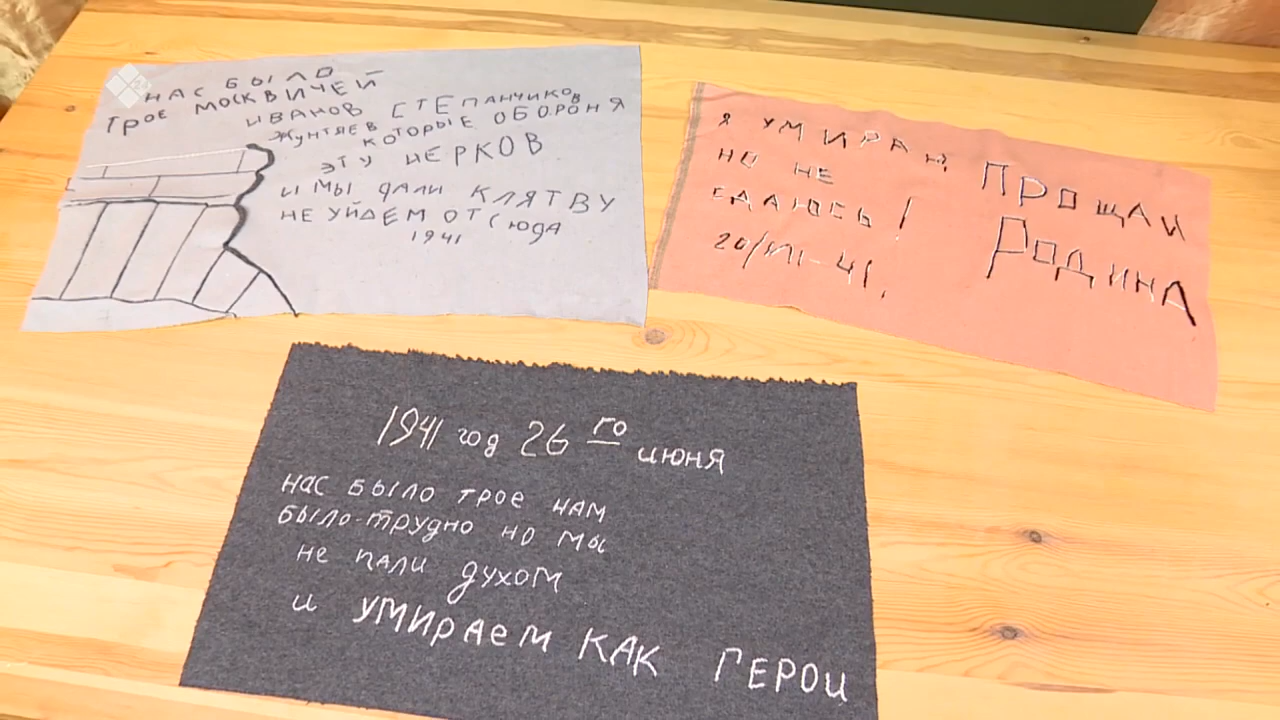 НАС БЫЛО
ТРОЕ МОСКВИЧЕЙ
ИВАНОВ СТЕПАНЧИКОВ
ЖУНТЯЕВ КОТОРЫЕ ОБОРОНЯ
ЭТУ ЦЕРКОВ
И МЫ ДАЛИ КЛЯТВУ
НЕ УЙДЕМ ОТСЮДА
1941
Я УМИРАЮ,
НО НЕ
СДАЮСЬ!
20/VII-41.
ПРОЩАЙ
РОДИНА
1941 год 26 го июня
НАС БЫЛО ТРОЕ НАМ
БЫЛО-ТРУДНО НО МЫ
НЕ ПАЛИ ДУХОМ
И УМИРАЕМ КАК ГЕРОИ